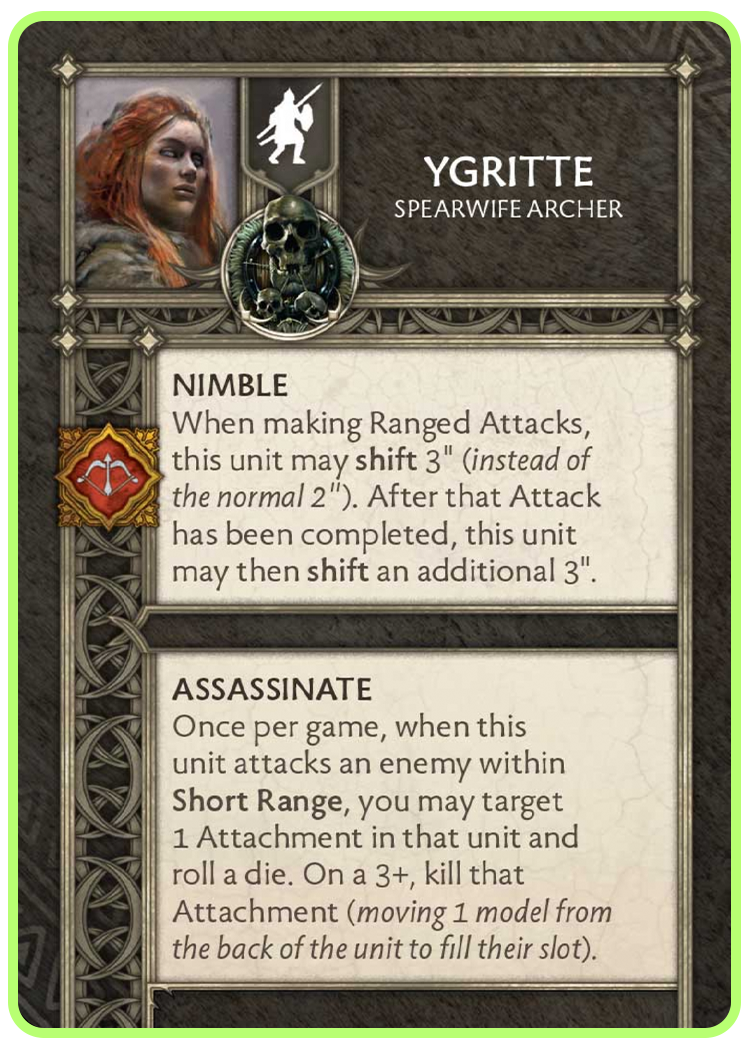 YGRITTE
SPEARWIFE ARCHER
NIMBLE
When making Ranged Attacks,
this unit may shift 3" (instead of
the normal 2"). After that Attack
has been completed, this unit
may then shift an additional 3".
ASSASSINATE
Once per game, when this
unit attacks an enemy within
Short Range, you may target
1 Attachment in that unit and
roll a die. On a 3+, kill that
Attachment (moving 1 model from
the back of the unit to fill their slot).